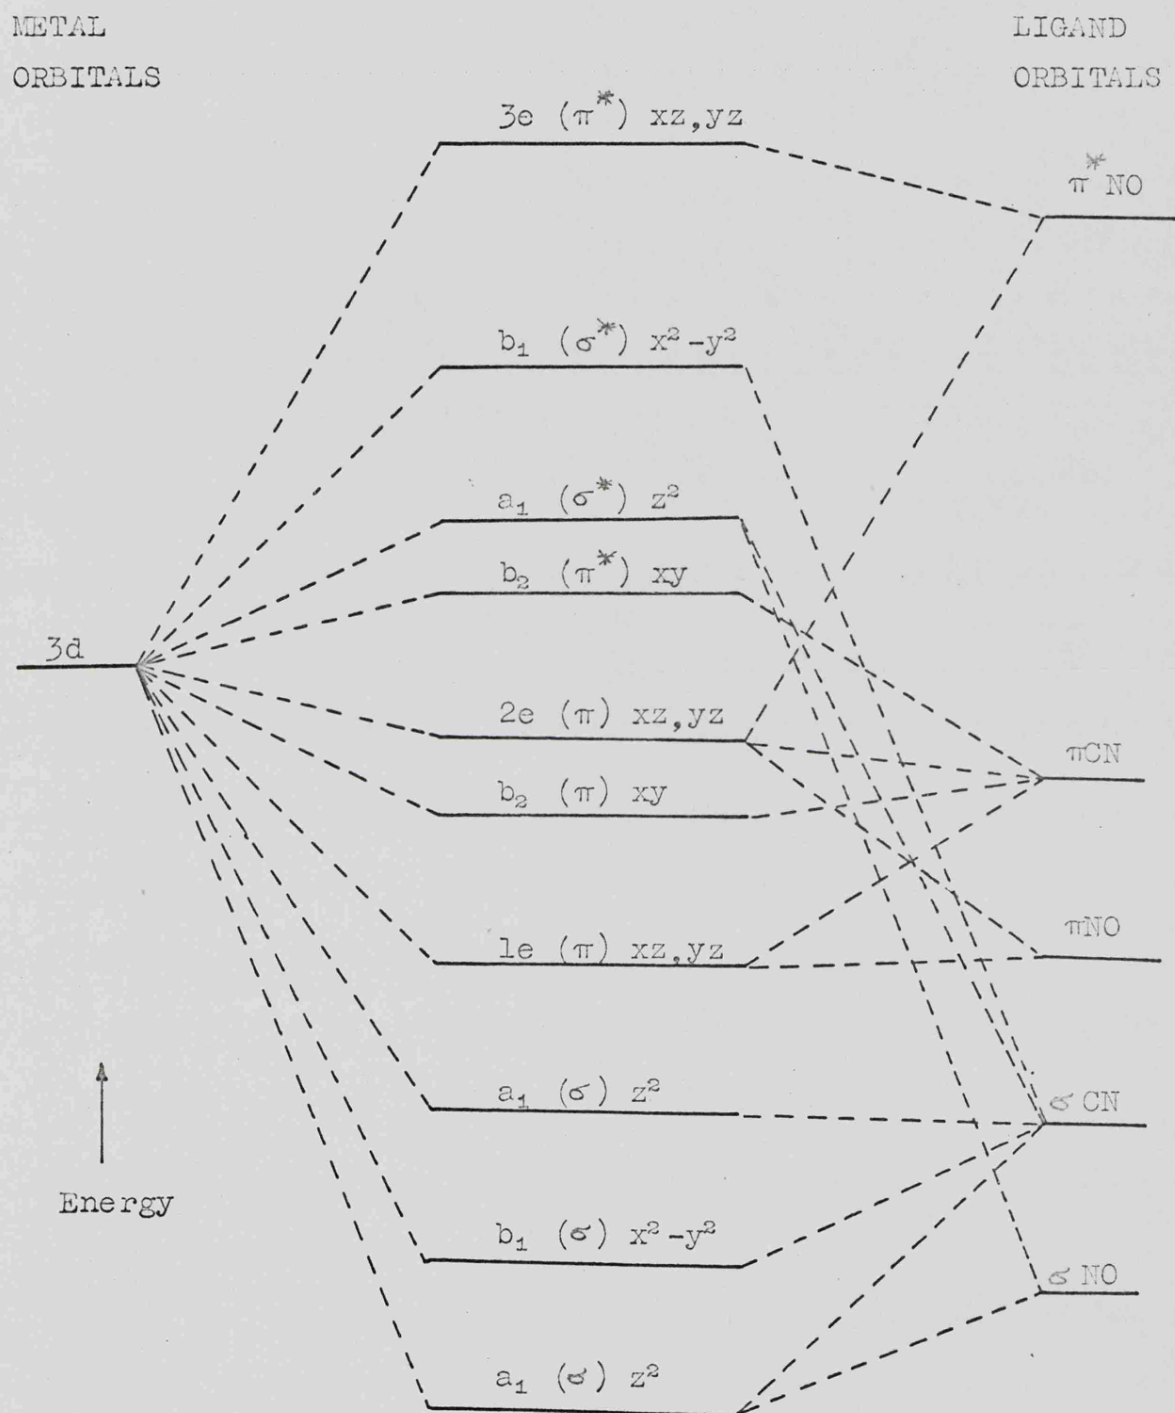 METAL
ORBITALS
LIGAND
ORBITALS
3e (π*) xz,yz
π*NO
b₁ (σ*) x²-y²
a₁ (σ*) z²
b₂ (π*) xy
3d
2e (π) xz,yz
πCN
b₂ (π) xy
πNO
1e (π) xz,yz
a₁ (σ) z²
σ CN
Energy
b₁ (σ) x²-y²
σ NO
a₁ (σ) z²